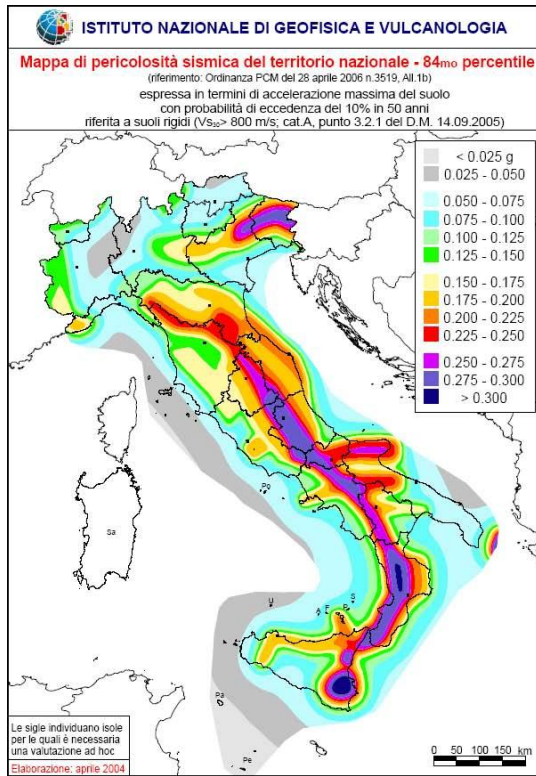 ISTITUTO NAZIONALE DI GEOFISICA E VULCANOLOGIA
Mappa di pericolosità sismica del territorio nazionale - 84mo percentile
(riferimento: Ordinanza PCM del 28 aprile 2006 n.3519, All.1b)
espressa in termini di accelerazione massima del suolo
con probabilità di eccedenza del 10% in 50 anni
riferita a suoli rigidi (Vs30> 800 m/s; cat.A, punto 3.2.1 del D.M. 14.09.2005)
< 0.025 g
0.025 - 0.050
0.050 - 0.075
0.075 - 0.100
0.100 - 0.125
0.125 - 0.150
0.150 - 0.175
0.175 - 0.200
0.200 - 0.225
0.225 - 0.250
0.250 - 0.275
0.275 - 0.300
> 0.300
Po
Sa
U
A F P S
Pa
Pe
Le sigle individuano isole
per le quali è necessaria
una valutazione ad hoc
Elaborazione: aprile 2004
0 50 100 150 km